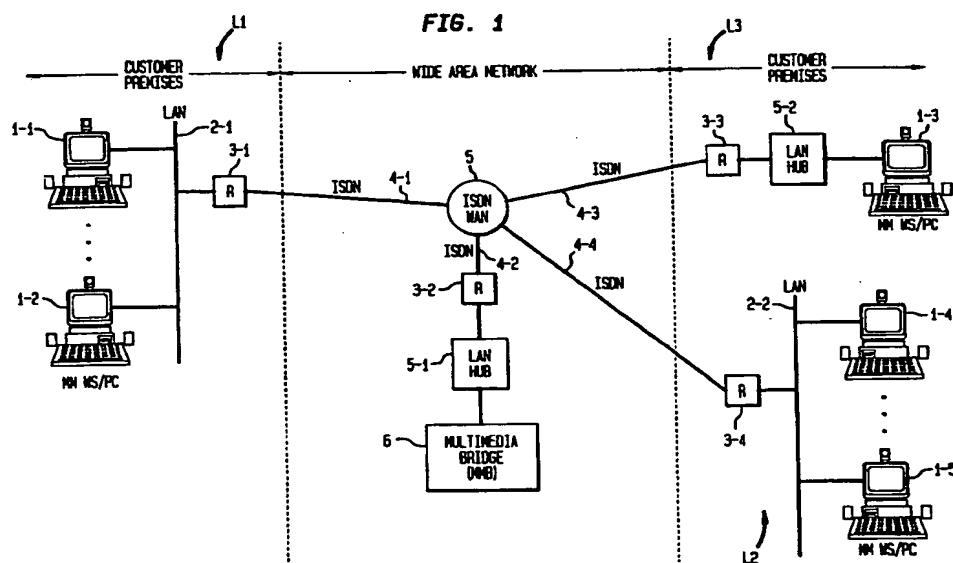 FIG. 1
L1
L3
CUSTOMER PREMISES
WIDE AREA NETWORK
CUSTOMER PREMISES
1-1
LAN
2-1
3-1
R
ISDN
4-1
5
ISDN WAN
ISDN
4-3
3-3
R
5-2
LAN HUB
1-3
MM WS/PC
ISDN
4-2
4-4
ISDN
3-2
R
1-2
MM WS/PC
5-1
LAN HUB
6
MULTIMEDIA BRIDGE (MMB)
LAN
2-2
1-4
R
3-4
1-5
MM WS/PC
L2